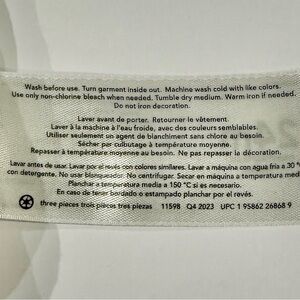 Wash before use. Turn garment inside out. Machine wash cold with like colors.
Use only non-chlorine bleach when needed. Tumble dry medium. Warm iron if needed.
Do not iron decoration.
Laver avant de porter. Retourner le vêtement.
Laver à la machine à l'eau froide, avec des couleurs semblables.
Utiliser seulement un agent de blanchiment sans chlore au besoin.
Sécher par culbutage à température moyenne.
Repasser à température moyenne au besoin. Ne pas repasser la décoration.
Lavar antes de usar. Lavar por el revés con colores similares. Lavar a máquina con agua fría a 30 °
con detergente. No usar blanqueador. No centrifugar. Secar en máquina a temperatura med
Planchar a temperatura media a 150 °C si es necesario.
En caso de tener bordado o estampado planchar por el revés.
three pieces trois pièces tres piezas 11598 Q4 2023 UPC 1 95862 26868 9